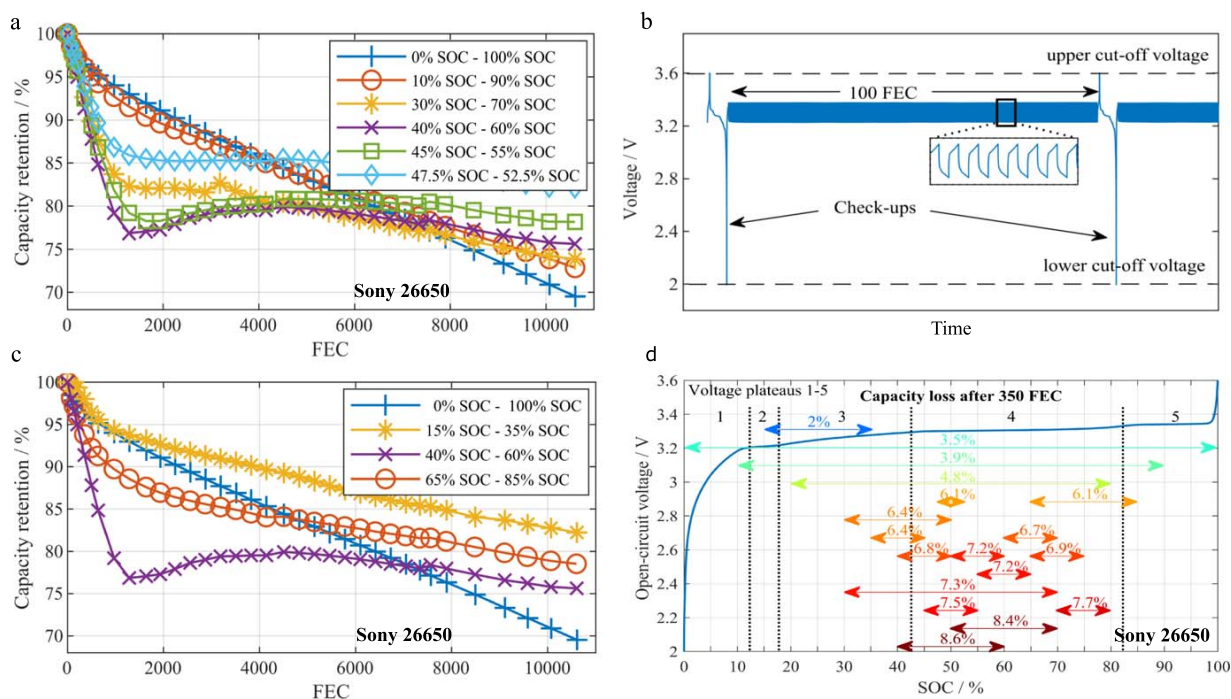 a
Capacity retention / %
100
95
90
85
80
75
70
0% SOC - 100% SOC
10% SOC - 90% SOC
30% SOC - 70% SOC
40% SOC - 60% SOC
45% SOC - 55% SOC
47.5% SOC - 52.5% SOC
Sony 26650
0 2000 4000 6000 8000 10000
FEC
b
Voltage / V
3.6
3.2
2.8
2.4
2
upper cut-off voltage
100 FEC
Check-ups
lower cut-off voltage
Time
c
Capacity retention / %
100
95
90
85
80
75
70
0% SOC - 100% SOC
15% SOC - 35% SOC
40% SOC - 60% SOC
65% SOC - 85% SOC
Sony 26650
0 2000 4000 6000 8000 10000
FEC
d
Open-circuit voltage / V
3.6
3.4
3.2
3
2.8
2.6
2.4
2.2
2
Voltage plateaus 1-5
Capacity loss after 350 FEC
1 2 3 4 5
2%
3.5%
3.9%
4.8%
6.1% 6.1%
6.4%
6.4% 6.7%
6.8% 7.2% 6.9%
7.2%
7.3%
7.5% 7.7%
8.4%
8.6%
Sony 26650
0 10 20 30 40 50 60 70 80 90 100
SOC / %